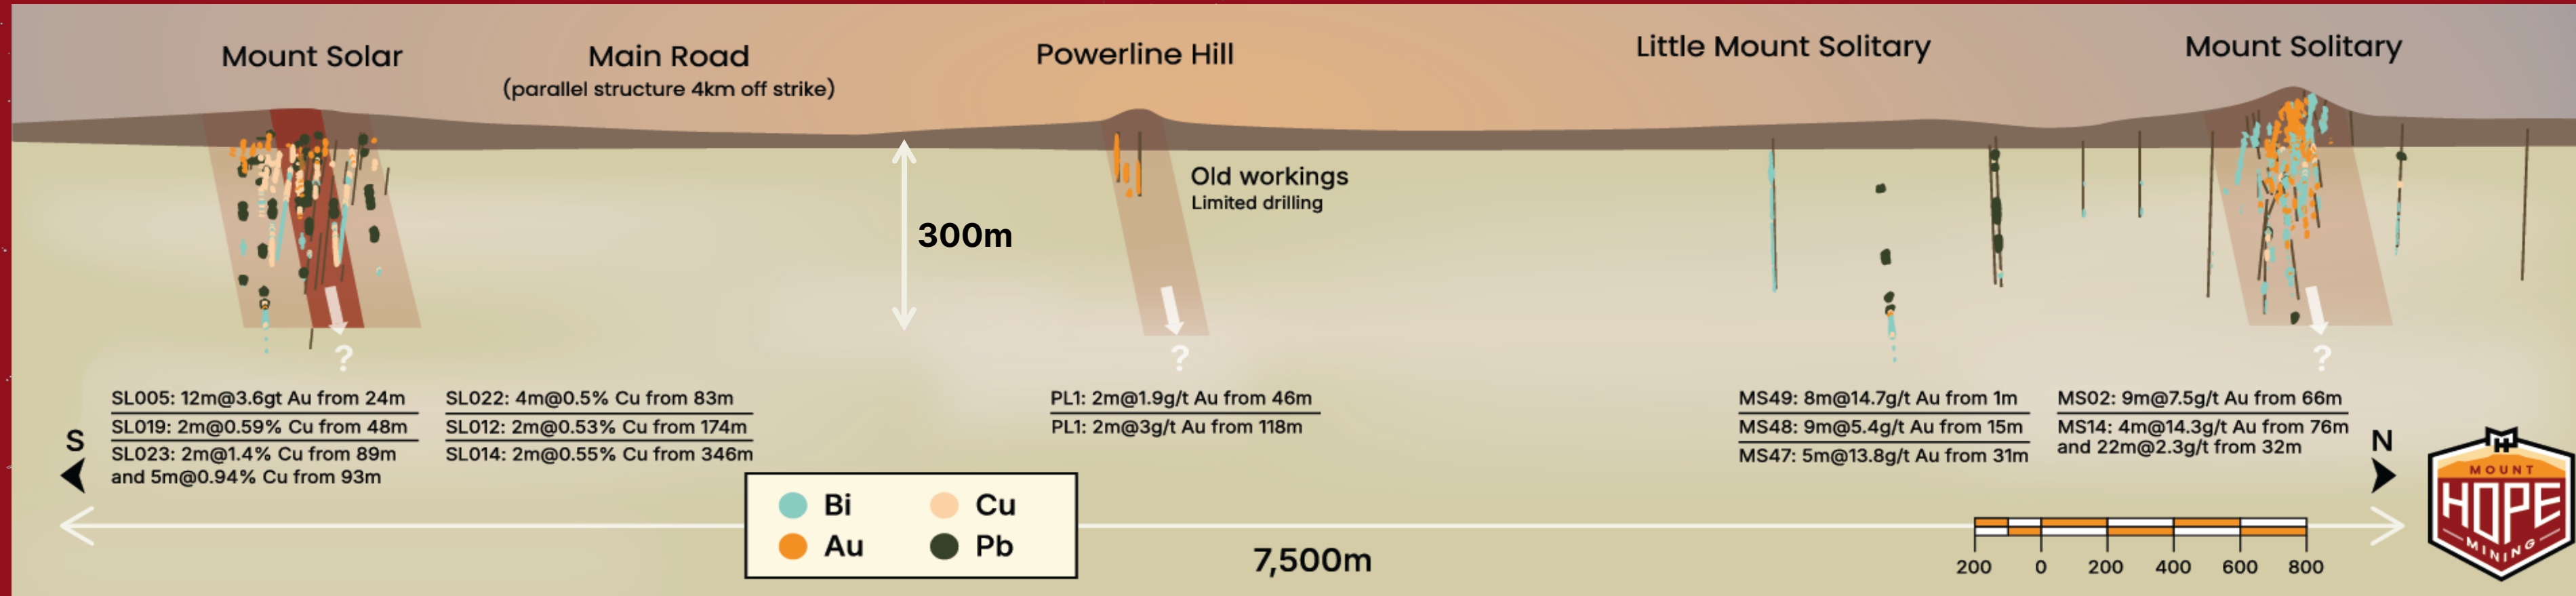 Mount Solar
Main Road
(parallel structure 4km off strike)
Powerline Hill
Little Mount Solitary
Mount Solitary
Old workings
Limited drilling
300m
?
?
?
SL005: 12m@3.6gt Au from 24m
SL019: 2m@0.59% Cu from 48m
SL023: 2m@1.4% Cu from 89m
and 5m@0.94% Cu from 93m
SL022: 4m@0.5% Cu from 83m
SL012: 2m@0.53% Cu from 174m
SL014: 2m@0.55% Cu from 346m
PL1: 2m@1.9g/t Au from 46m
PL1: 2m@3g/t Au from 118m
MS49: 8m@14.7g/t Au from 1m
MS48: 9m@5.4g/t Au from 15m
MS47: 5m@13.8g/t Au from 31m
MS02: 9m@7.5g/t Au from 66m
MS14: 4m@14.3g/t Au from 76m
and 22m@2.3g/t from 32m
S
N
Bi
Cu
Au
Pb
7,500m
200 0 200 400 600 800
MH
MOUNT
HOPE
MINING